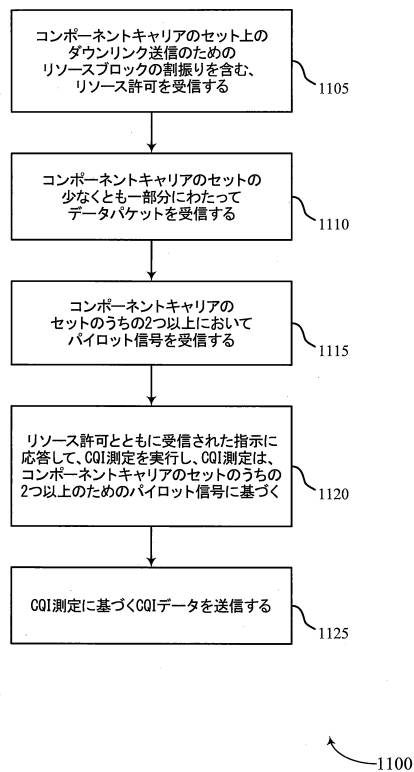 コンポーネントキャリアのセット上の
ダウンリンク送信のための
リソースブロックの割振りを含む、
リソース許可を受信する
1105
コンポーネントキャリアのセットの
少なくとも一部分にわたって
データパケットを受信する
1110
コンポーネントキャリアの
セットのうちの2つ以上において
パイロット信号を受信する
1115
リソース許可とともに受信された指示に
応答して、CQI測定を実行し、CQI測定は、
コンポーネントキャリアのセットのうちの
2つ以上のためのパイロット信号に基づく
1120
CQI測定に基づくCQIデータを送信する
1125
1100